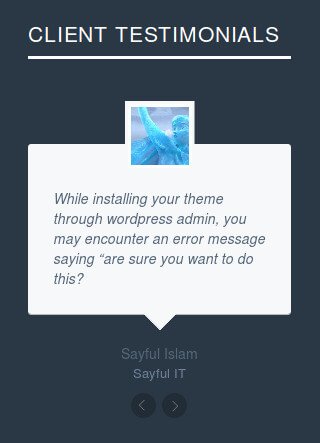 CLIENT TESTIMONIALS
While installing your theme
through wordpress admin, you
may encounter an error message
saying “are sure you want to do
this?
Sayful Islam
Sayful IT